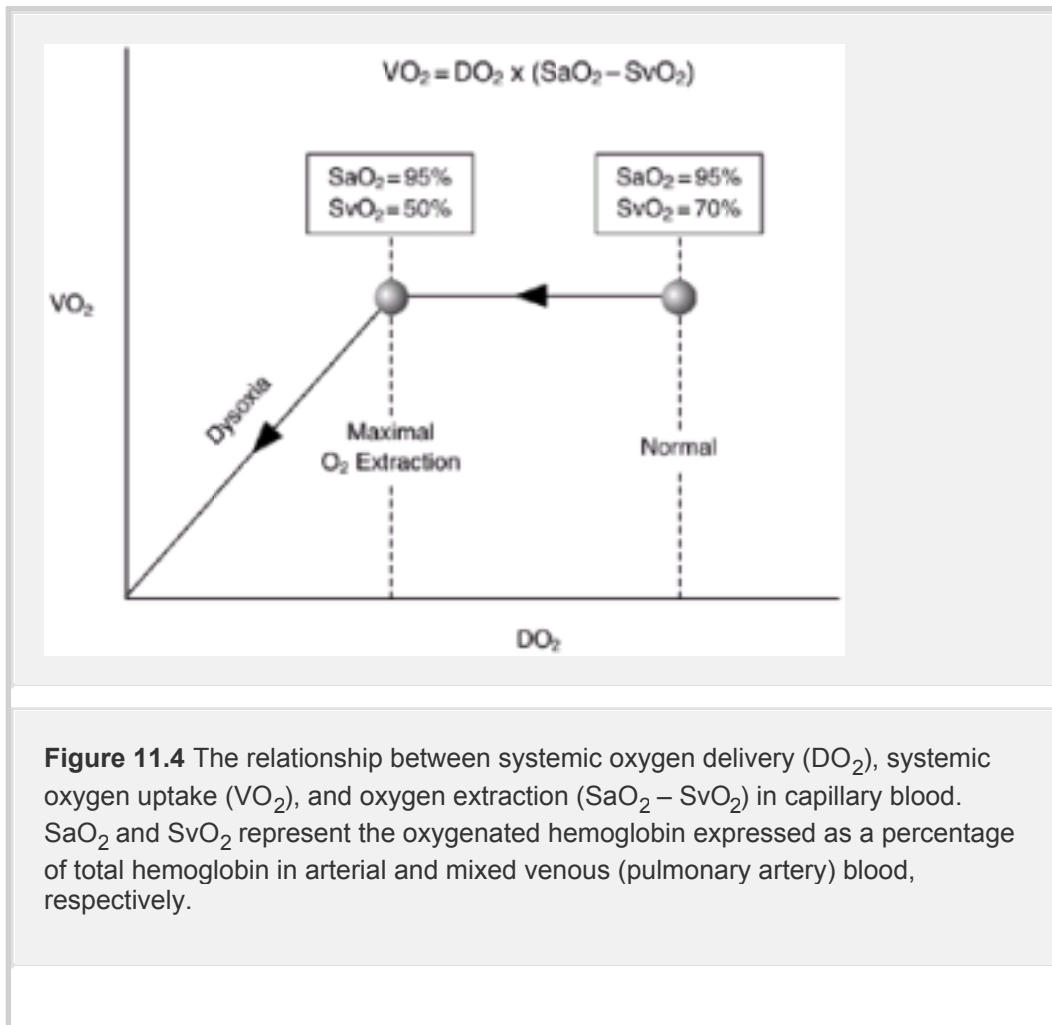 VO₂ = DO₂ x (SaO₂ – SvO₂)
SaO₂ = 95%
SvO₂ = 50%
SaO₂ = 95%
SvO₂ = 70%
VO₂
Dysoxia
Maximal
O₂ Extraction
Normal
DO₂
Figure 11.4 The relationship between systemic oxygen delivery (DO₂), systemic
oxygen uptake (VO₂), and oxygen extraction (SaO₂ – SvO₂) in capillary blood.
SaO₂ and SvO₂ represent the oxygenated hemoglobin expressed as a percentage
of total hemoglobin in arterial and mixed venous (pulmonary artery) blood,
respectively.